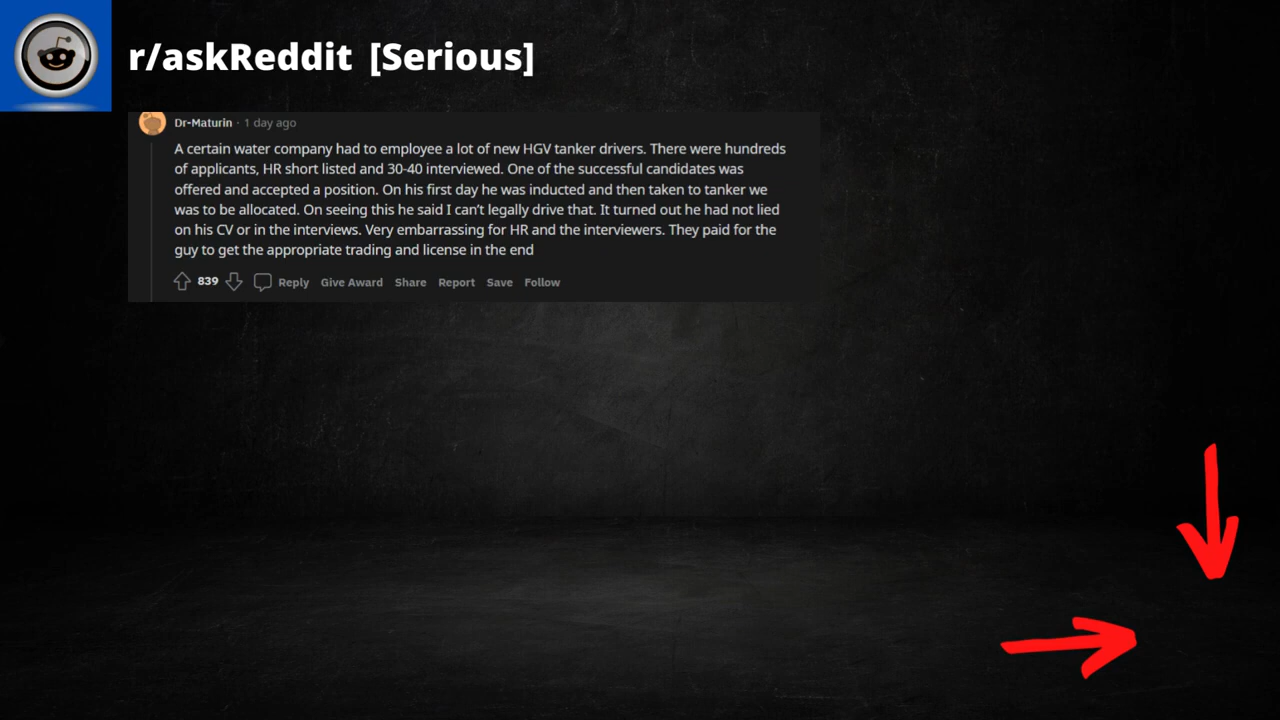 r/askReddit [Serious]
Dr-Maturin · 1 day ago
A certain water company had to employee a lot of new HGV tanker drivers. There were hundreds
of applicants, HR short listed and 30-40 interviewed. One of the successful candidates was
offered and accepted a position. On his first day he was inducted and then taken to tanker we
was to be allocated. On seeing this he said I can't legally drive that. It turned out he had not lied
on his CV or in the interviews. Very embarrassing for HR and the interviewers. They paid for the
guy to get the appropriate trading and license in the end
839 Reply Give Award Share Report Save Follow